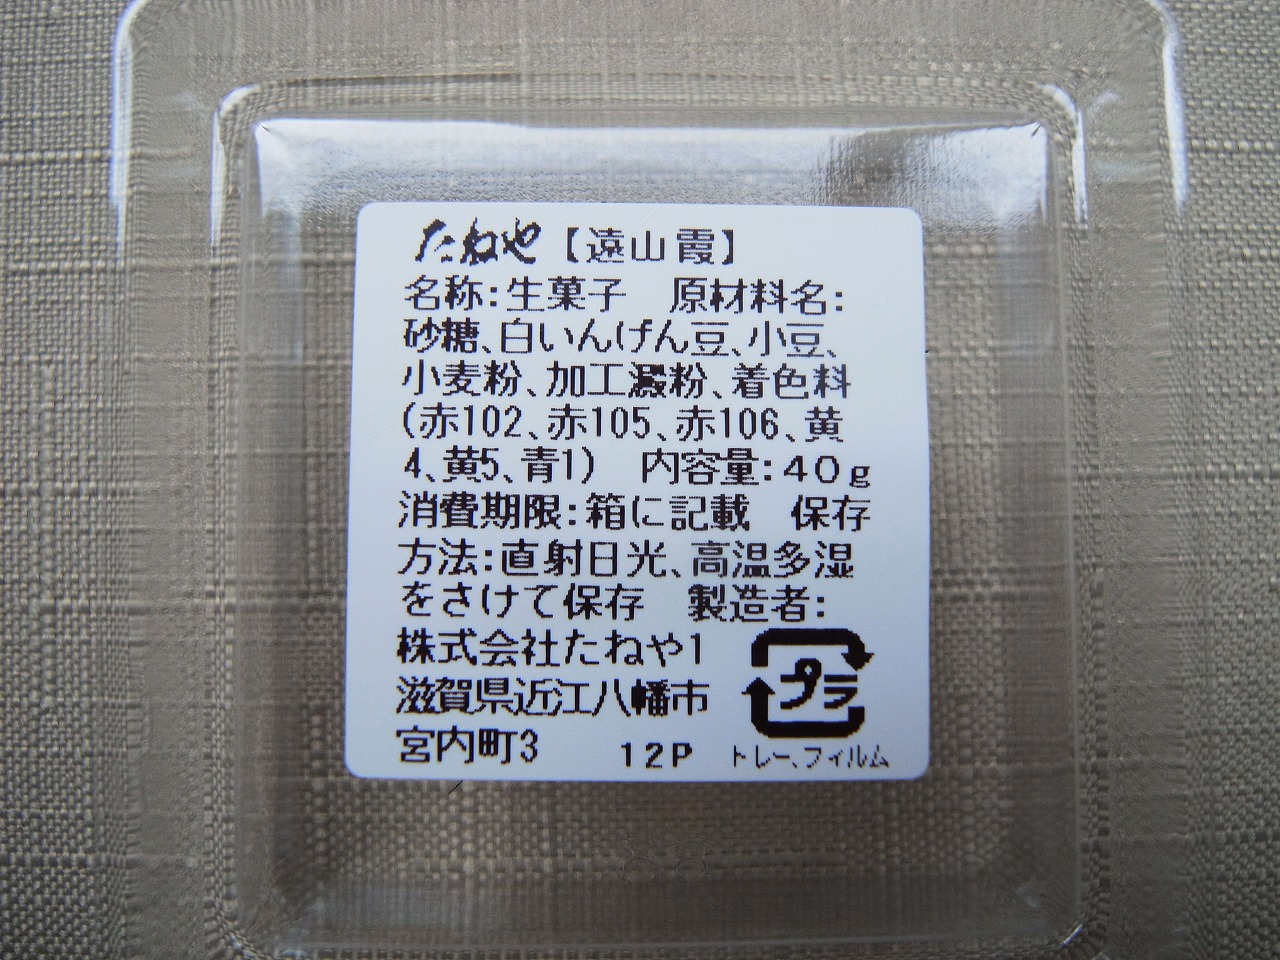 たねや【遠山霞】
名称:生菓子　原材料名:
砂糖、白いんげん豆、小豆、
小麦粉、加工澱粉、着色料
(赤102、赤105、赤106、黄
4、黄5、青1)　内容量:40g
消費期限:箱に記載　保存
方法:直射日光、高温多湿
をさけて保存　製造者:
株式会社たねや1
滋賀県近江八幡市
宮内町3　12P
プラ
トレー、フィルム